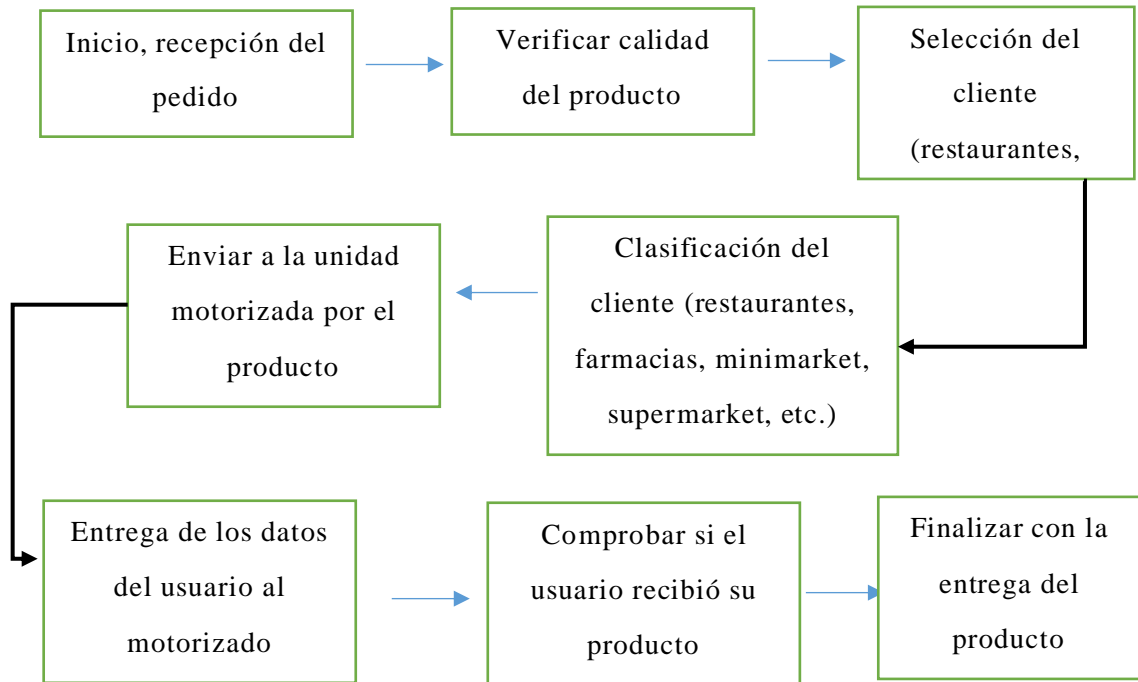 Inicio, recepción del
pedido
Verificar calidad
del producto
Selección del
cliente
(restaurantes,
Clasificación del
cliente (restaurantes,
farmacias, minimarket,
supermarket, etc.)
Enviar a la unidad
motorizada por el
producto
Entrega de los datos
del usuario al
motorizado
Comprobar si el
usuario recibió su
producto
Finalizar con la
entrega del
producto